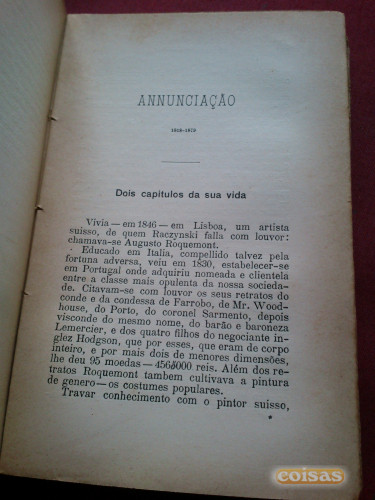 ANNUNCIAÇÃO
1818-1879
Dois capitulos da sua vida
Vivia — em 1846 — em Lisboa, um artista
suisso, de quem Raczynski falla com louvor:
chamava-se Augusto Roquemont.
Educado em Italia, compellido talvez pela
fortuna adversa, veiu em 1830, estabelecer-se
em Portugal onde adquiriu nomeada e clientela
entre a classe mais opulenta da nossa socieda-
de. Citavam-se com louvor os seus retratos do
conde e da condessa de Farrobo, de Mr. Wood-
house, do Porto, do coronel Sarmento, depois
visconde do mesmo nome, do barão e baroneza
Lemercier, e dos quatro filhos do negociante in-
glez Hodgson, que por esses, que eram de corpo
inteiro, e por mais dois de menores dimensões,
lhe deu 95 moedas — 456$000 reis. Além dos re-
tratos Roquemont tambem cultivava a pintura
de genero — os costumes populares.
Travar conhecimento com o pintor suisso,
coisas